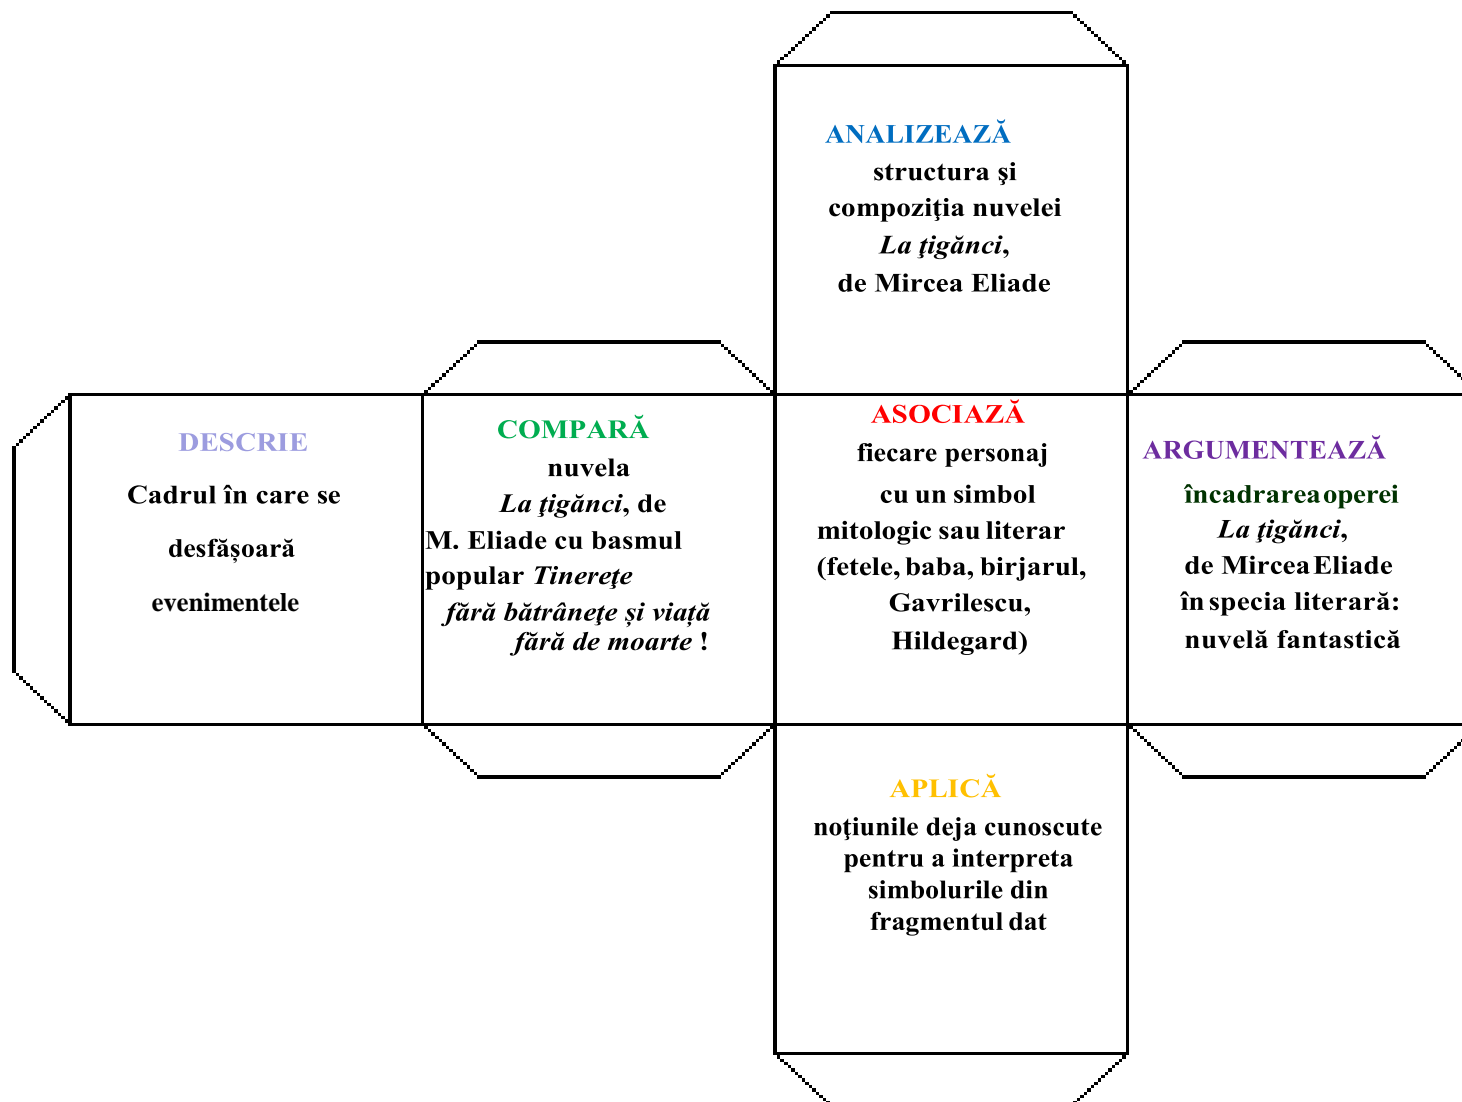 ANALIZEAZĂ
structura şi
compoziţia nuvelei
La ţigănci,
de Mircea Eliade
DESCRIE
Cadrul în care se
desfășoară
evenimentele
COMPARĂ
nuvela
La ţigănci, de
M. Eliade cu basmul
popular Tinereţe
fără bătrâneţe și viață
fără de moarte !
ASOCIAZĂ
fiecare personaj
cu un simbol
mitologic sau literar
(fetele, baba, birjarul,
Gavrilescu,
Hildegard)
ARGUMENTEAZĂ
încadrarea operei
La ţigănci,
de Mircea Eliade
în specia literară:
nuvelă fantastică
APLICĂ
noţiunile deja cunoscute
pentru a interpreta
simbolurile din
fragmentul dat